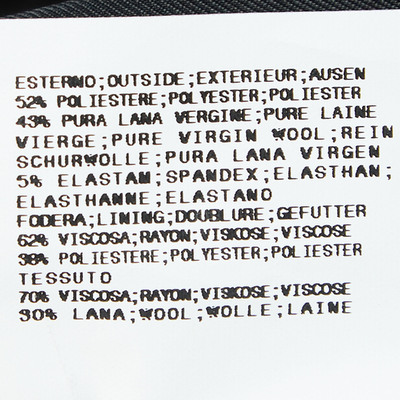 ESTERNO;OUTSIDE;EXTERIEUR;AUSEN
52% POLIESTERE;POLYESTER;POLIESTER
43% PURA LANA VERGINE;PURE LAINE
VIERGE;PURE VIRGIN WOOL;REIN
SCHURWOLLE;PURA LANA VIRGEN
5% ELASTAM;SPANDEX;ELASTHAN;
ELASTHANNE;ELASTANO
FODERA;LINING;DOUBLURE;GEFUTTER
62% VISCOSA;RAYON;VISKOSE;VISCOSE
38% POLIESTERE;POLYESTER;POLIESTER
TESSUTO
70% VISCOSA;RAYON;VISKOSE;VISCOSE
30% LANA;WOOL;WOLLE;LAINE